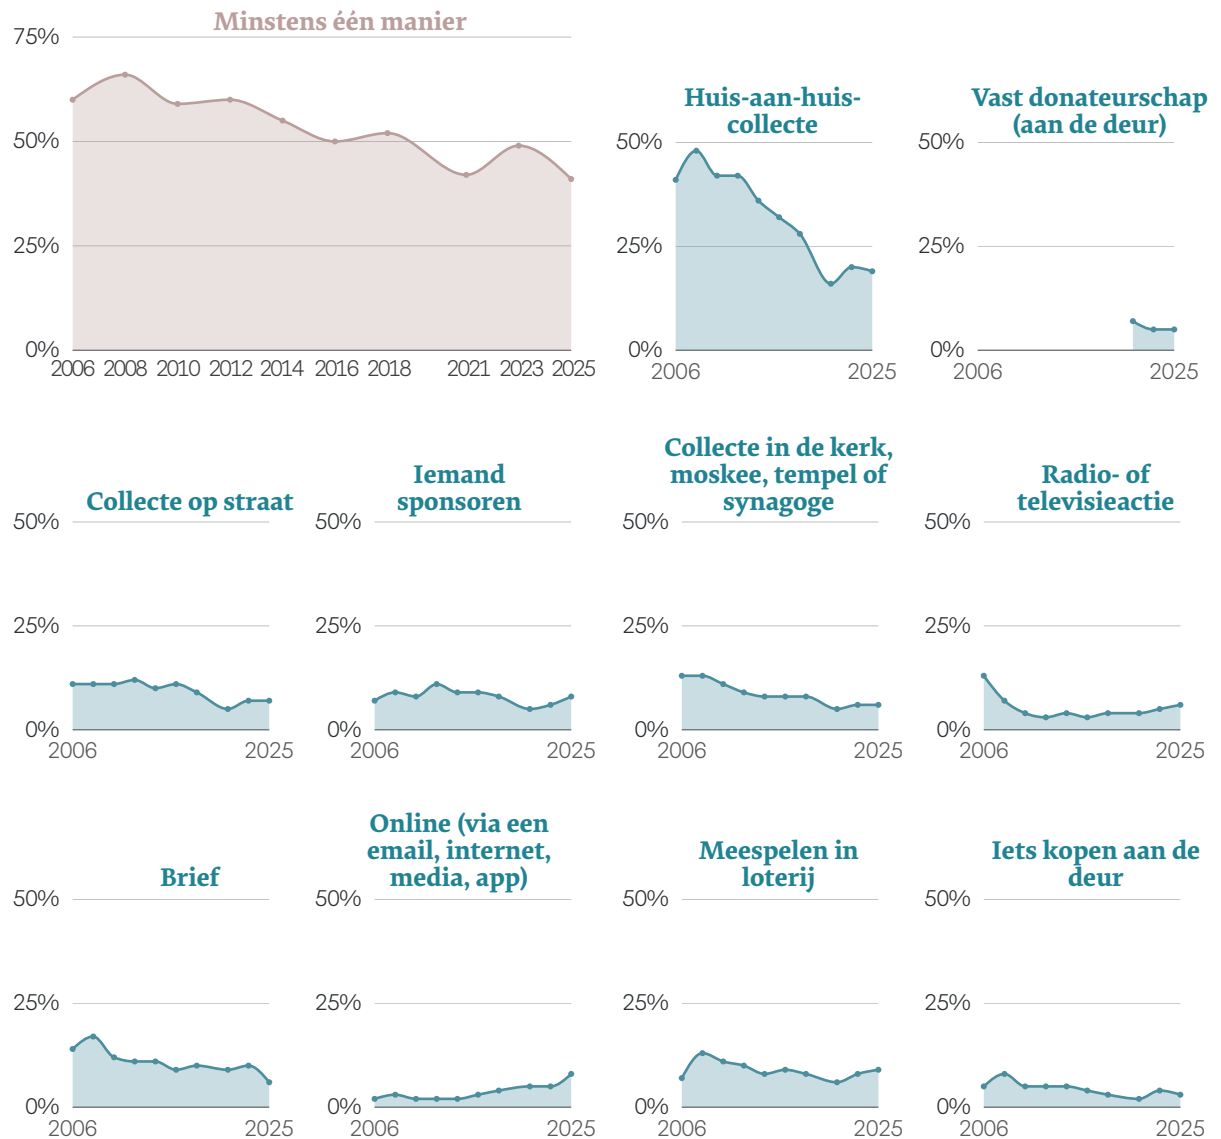 Minstens één manier
75%
50%
25%
0%
2006 2008 2010 2012 2014 2016 2018 2021 2023 2025
Huis-aan-huis-
collecte
50%
25%
0%
2006 2025
Vast donateurschap
(aan de deur)
50%
25%
0%
2006 2025
Collecte op straat
50%
25%
0%
2006 2025
Iemand
sponsoren
50%
25%
0%
2006 2025
Collecte in de kerk,
moskee, tempel of
synagoge
50%
25%
0%
2006 2025
Radio- of
televisieactie
50%
25%
0%
2006 2025
Brief
50%
25%
0%
2006 2025
Online (via een
email, internet,
media, app)
50%
25%
0%
2006 2025
Meespelen in
loterij
50%
25%
0%
2006 2025
Iets kopen aan de
deur
50%
25%
0%
2006 2025